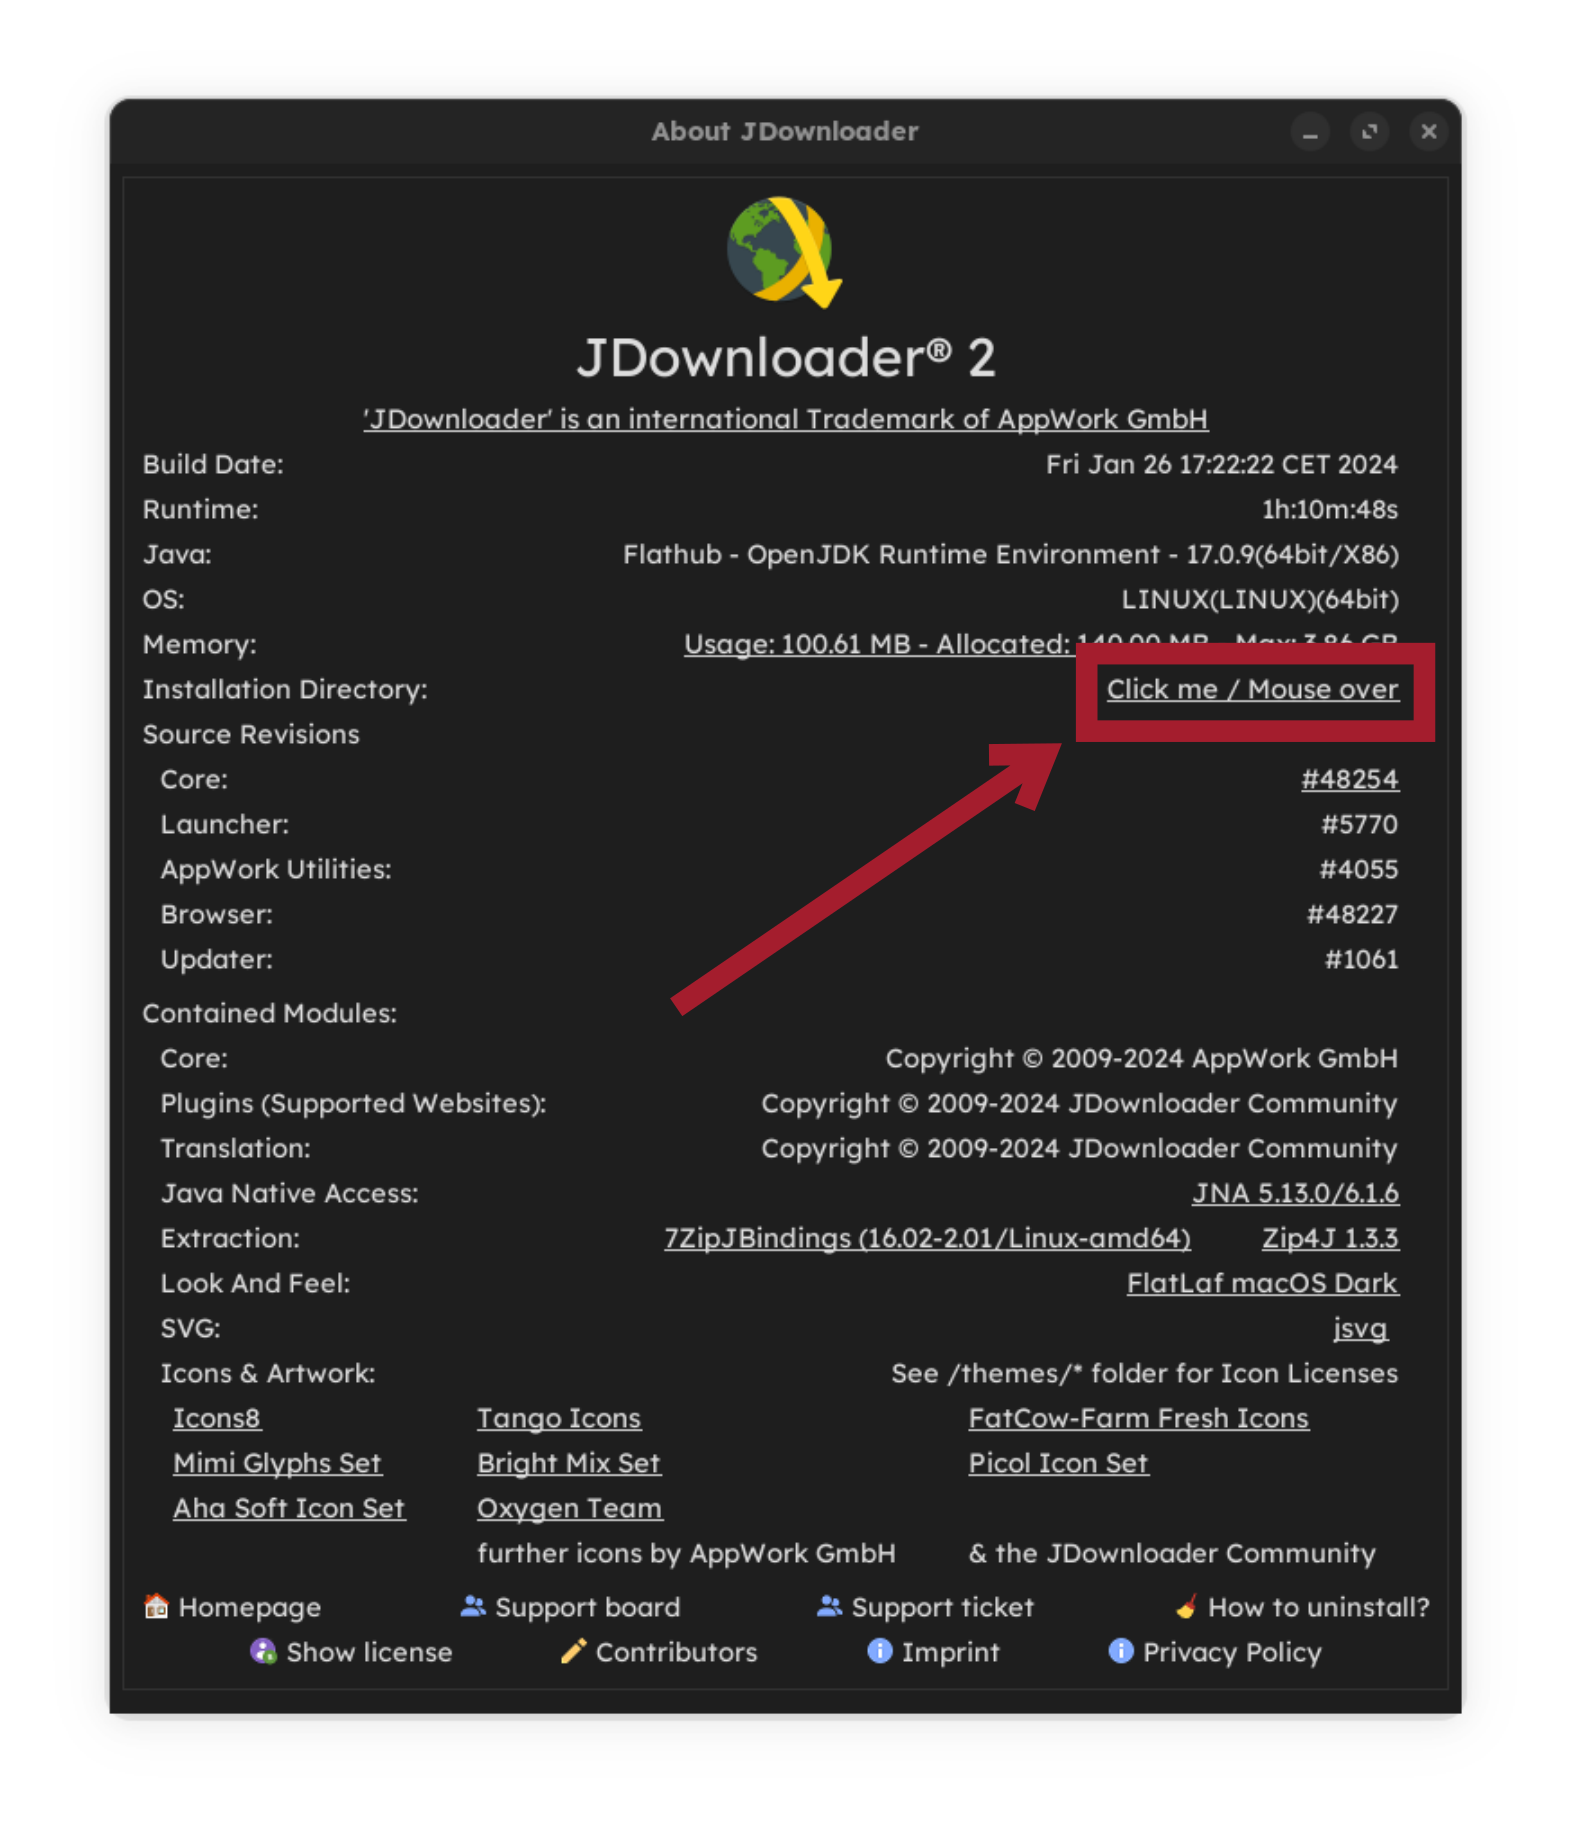 About JDownloader
JDownloader® 2
'JDownloader' is an international Trademark of AppWork GmbH
Build Date: Fri Jan 26 17:22:22 CET 2024
Runtime: 1h:10m:48s
Java: Flathub - OpenJDK Runtime Environment - 17.0.9(64bit/X86)
OS: LINUX(LINUX)(64bit)
Memory: Usage: 100.61 MB - Allocated: 140.00 MB - Max: 3.86 GB
Installation Directory: Click me / Mouse over
Source Revisions
Core: #48254
Launcher: #5770
AppWork Utilities: #4055
Browser: #48227
Updater: #1061
Contained Modules:
Core: Copyright © 2009-2024 AppWork GmbH
Plugins (Supported Websites): Copyright © 2009-2024 JDownloader Community
Translation: Copyright © 2009-2024 JDownloader Community
Java Native Access: JNA 5.13.0/6.1.6
Extraction: 7ZipJBindings (16.02-2.01/Linux-amd64) Zip4J 1.3.3
Look And Feel: FlatLaf macOS Dark
SVG: jsvg
Icons & Artwork: See /themes/* folder for Icon Licenses
Icons8 Tango Icons FatCow-Farm Fresh Icons
Mimi Glyphs Set Bright Mix Set Picol Icon Set
Aha Soft Icon Set Oxygen Team
further icons by AppWork GmbH & the JDownloader Community
Homepage Support board Support ticket How to uninstall?
Show license Contributors Imprint Privacy Policy